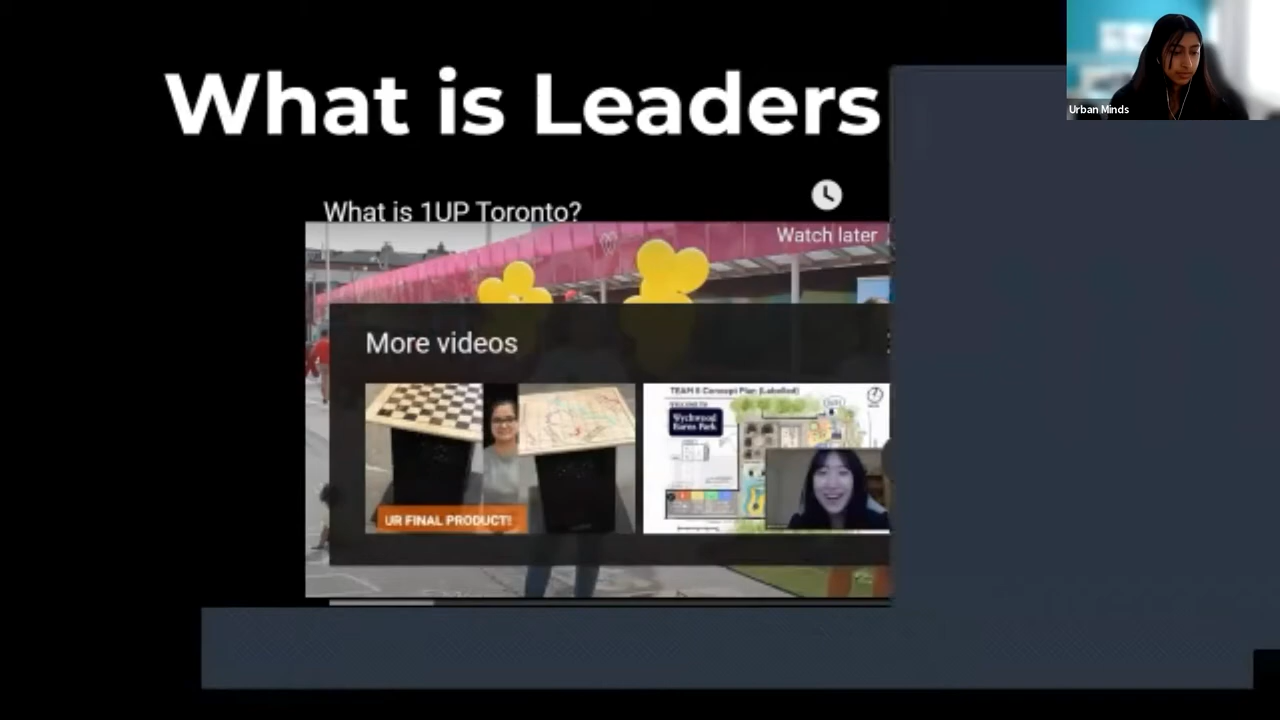 What is Leaders
Urban Minds
What is 1UP Toronto?
Watch later
More videos
TEAM 8 Concept Plan (Labelled)
Wychwood
Barns Park
UR FINAL PRODUCT!